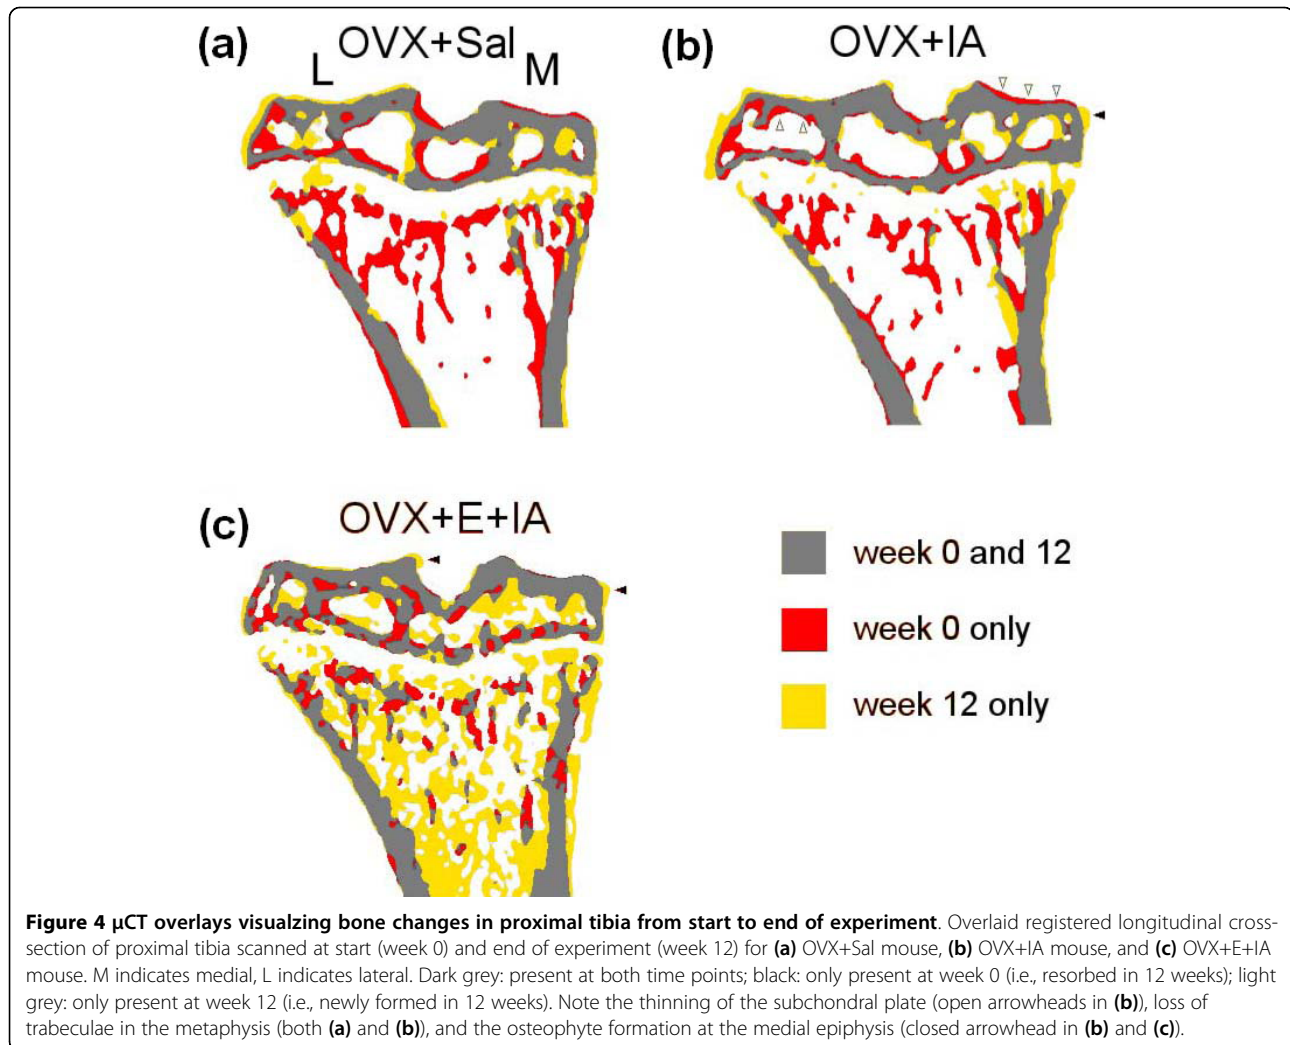 (a) OVX+Sal
L M
(b) OVX+IA
(c) OVX+E+IA
week 0 and 12
week 0 only
week 12 only
Figure 4 µCT overlays visualzing bone changes in proximal tibia from start to end of experiment. Overlaid registered longitudinal cross-
section of proximal tibia scanned at start (week 0) and end of experiment (week 12) for (a) OVX+Sal mouse, (b) OVX+IA mouse, and (c) OVX+E+IA
mouse. M indicates medial, L indicates lateral. Dark grey: present at both time points; black: only present at week 0 (i.e., resorbed in 12 weeks); light
grey: only present at week 12 (i.e., newly formed in 12 weeks). Note the thinning of the subchondral plate (open arrowheads in (b)), loss of
trabeculae in the metaphysis (both (a) and (b)), and the osteophyte formation at the medial epiphysis (closed arrowhead in (b) and (c)).